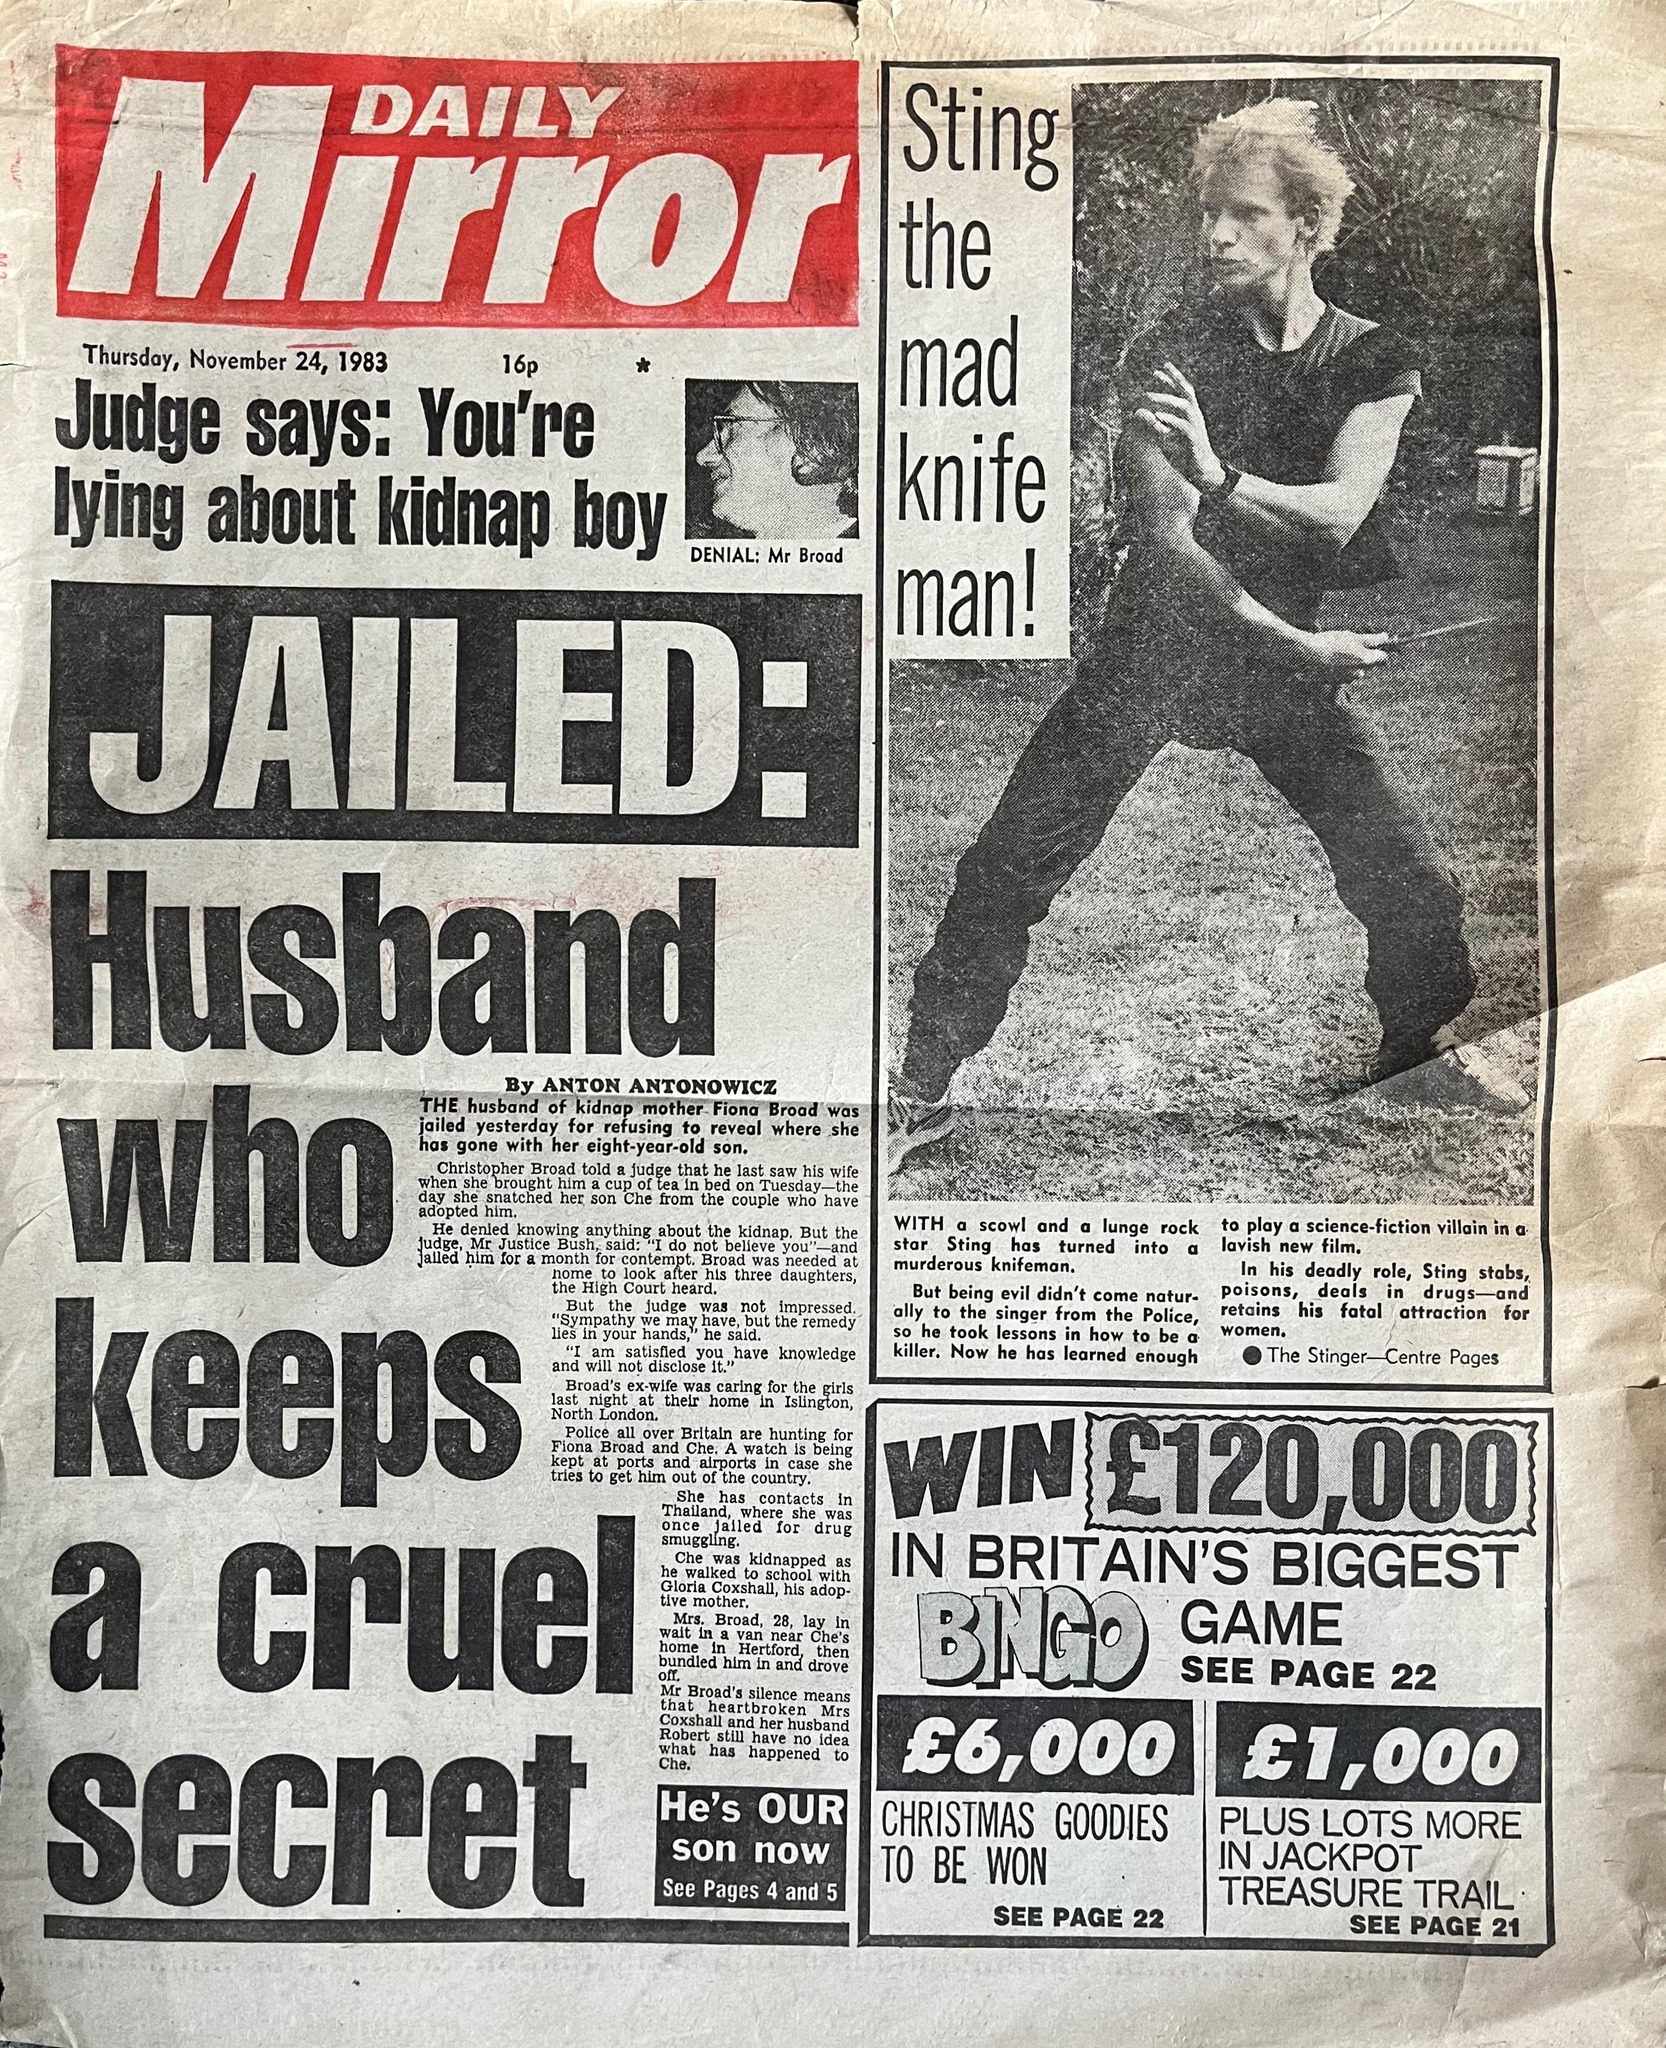 DAILY
Mirror
Thursday, November 24, 1983 16p *
Judge says: You're
lying about kidnap boy
DENIAL: Mr Broad
JAILED:
Husband
who
keeps
a cruel
secret
By ANTON ANTONOWICZ
THE husband of kidnap mother Fiona Broad was
jailed yesterday for refusing to reveal where she
has gone with her eight-year-old son.
Christopher Broad told a judge that he last saw his wife
when she brought him a cup of tea in bed on Tuesday—the
day she snatched her son Che from the couple who have
adopted him.
He denied knowing anything about the kidnap. But the
judge, Mr Justice Bush, said: "I do not believe you"—and
jailed him for a month for contempt. Broad was needed at
home to look after his three daughters,
the High Court heard.
But the judge was not impressed.
"Sympathy we may have, but the remedy
lies in your hands," he said.
"I am satisfied you have knowledge
and will not disclose it."
Broad's ex-wife was caring for the girls
last night at their home in Islington,
North London.
Police all over Britain are hunting for
Fiona Broad and Che. A watch is being
kept at ports and airports in case she
tries to get him out of the country.
She has contacts in
Thailand, where she was
once jailed for drug
smuggling.
Che was kidnapped as
he walked to school with
Gloria Coxshall, his adop-
tive mother.
Mrs. Broad, 28, lay in
wait in a van near Che's
home in Hertford, then
bundled him in and drove
off.
Mr Broad's silence means
that heartbroken Mrs
Coxshall and her husband
Robert still have no idea
what has happened to
Che.
He's OUR
son now
See Pages 4 and 5
Sting
the
mad
knife
man!
WITH a scowl and a lunge rock
star Sting has turned into a
murderous knifeman.
But being evil didn't come natur-
ally to the singer from the Police,
so he took lessons in how to be a
killer. Now he has learned enough
to play a science-fiction villain in a
lavish new film.
In his deadly role, Sting stabs,
poisons, deals in drugs—and
retains his fatal attraction for
women.
● The Stinger—Centre Pages
WIN £120,000
IN BRITAIN'S BIGGEST
BINGO GAME
SEE PAGE 22
£6,000
CHRISTMAS GOODIES
TO BE WON
SEE PAGE 22
£1,000
PLUS LOTS MORE
IN JACKPOT
TREASURE TRAIL
SEE PAGE 21